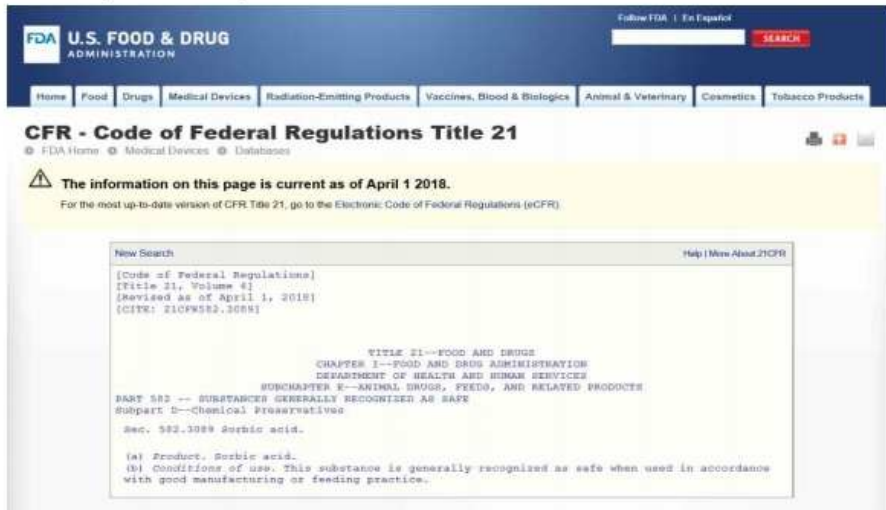 Follow FDA | En Español
FDA U.S. FOOD & DRUG
ADMINISTRATION
SEARCH
Home Food Drugs Medical Devices Radiation-Emitting Products Vaccines, Blood & Biologics Animal & Veterinary Cosmetics Tobacco Products
CFR - Code of Federal Regulations Title 21
FDA Home Medical Devices Databases
The information on this page is current as of April 1 2018.
For the most up-to-date version of CFR Title 21, go to the Electronic Code of Federal Regulations (eCFR).
New Search Help | More About 21CFR
[Code of Federal Regulations]
[Title 21, Volume 6]
[Revised as of April 1, 2018]
[CITE: 21CFR582.3089]
TITLE 21--FOOD AND DRUGS
CHAPTER I--FOOD AND DRUG ADMINISTRATION
DEPARTMENT OF HEALTH AND HUMAN SERVICES
SUBCHAPTER E--ANIMAL DRUGS, FEEDS, AND RELATED PRODUCTS
PART 582 -- SUBSTANCES GENERALLY RECOGNIZED AS SAFE
Subpart D--Chemical Preservatives
Sec. 582.3089 Sorbic acid.
(a) Product. Sorbic acid.
(b) Conditions of use. This substance is generally recognized as safe when used in accordance
with good manufacturing or feeding practice.